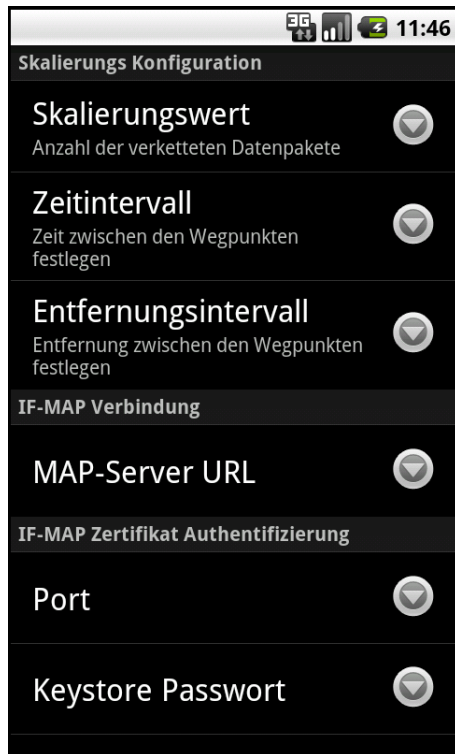 3G 11:46
Skalierungs Konfiguration
Skalierungswert
Anzahl der verketteten Datenpakete
Zeitintervall
Zeit zwischen den Wegpunkten
festlegen
Entfernungsintervall
Entfernung zwischen den Wegpunkten
festlegen
IF-MAP Verbindung
MAP-Server URL
IF-MAP Zertifikat Authentifizierung
Port
Keystore Passwort